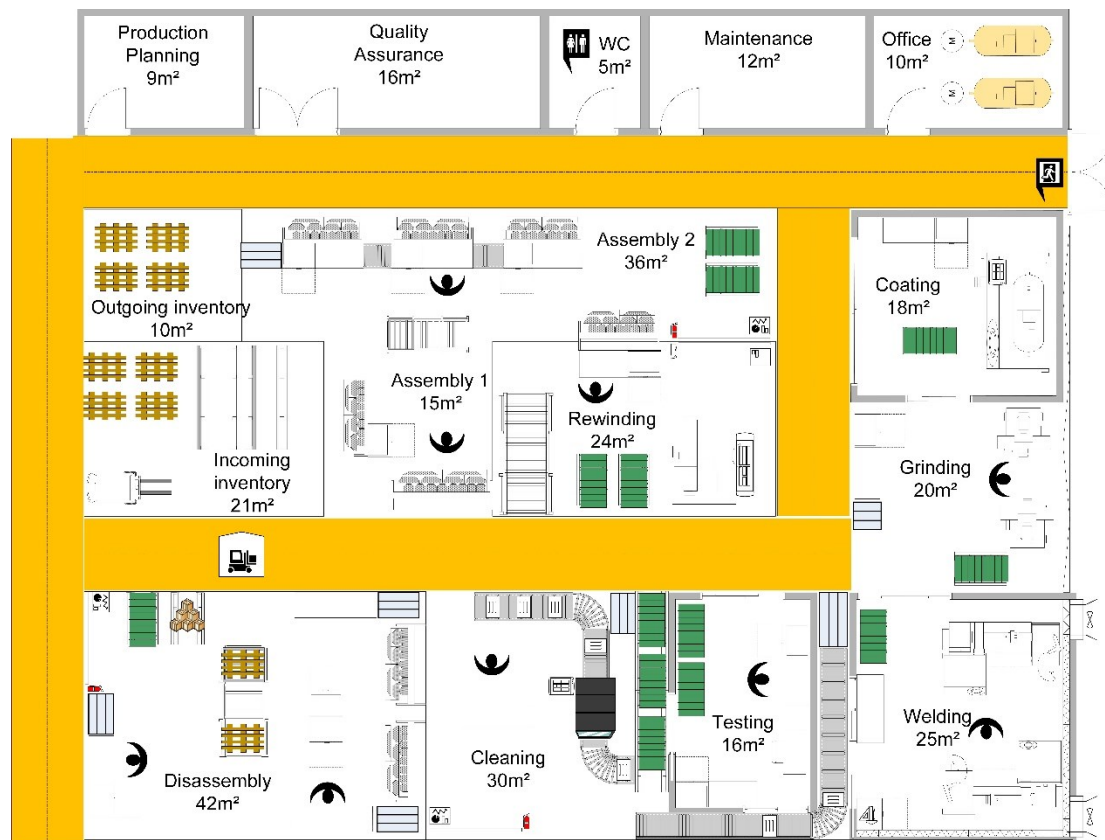 Production
Planning
9m²
Quality
Assurance
16m²
WC
5m²
Maintenance
12m²
Office
10m²
M
M
Assembly 2
36m²
Outgoing inventory
10m²
Coating
18m²
Assembly 1
15m²
Rewinding
24m²
Incoming
inventory
21m²
Grinding
20m²
Disassembly
42m²
Cleaning
30m²
Testing
16m²
Welding
25m²